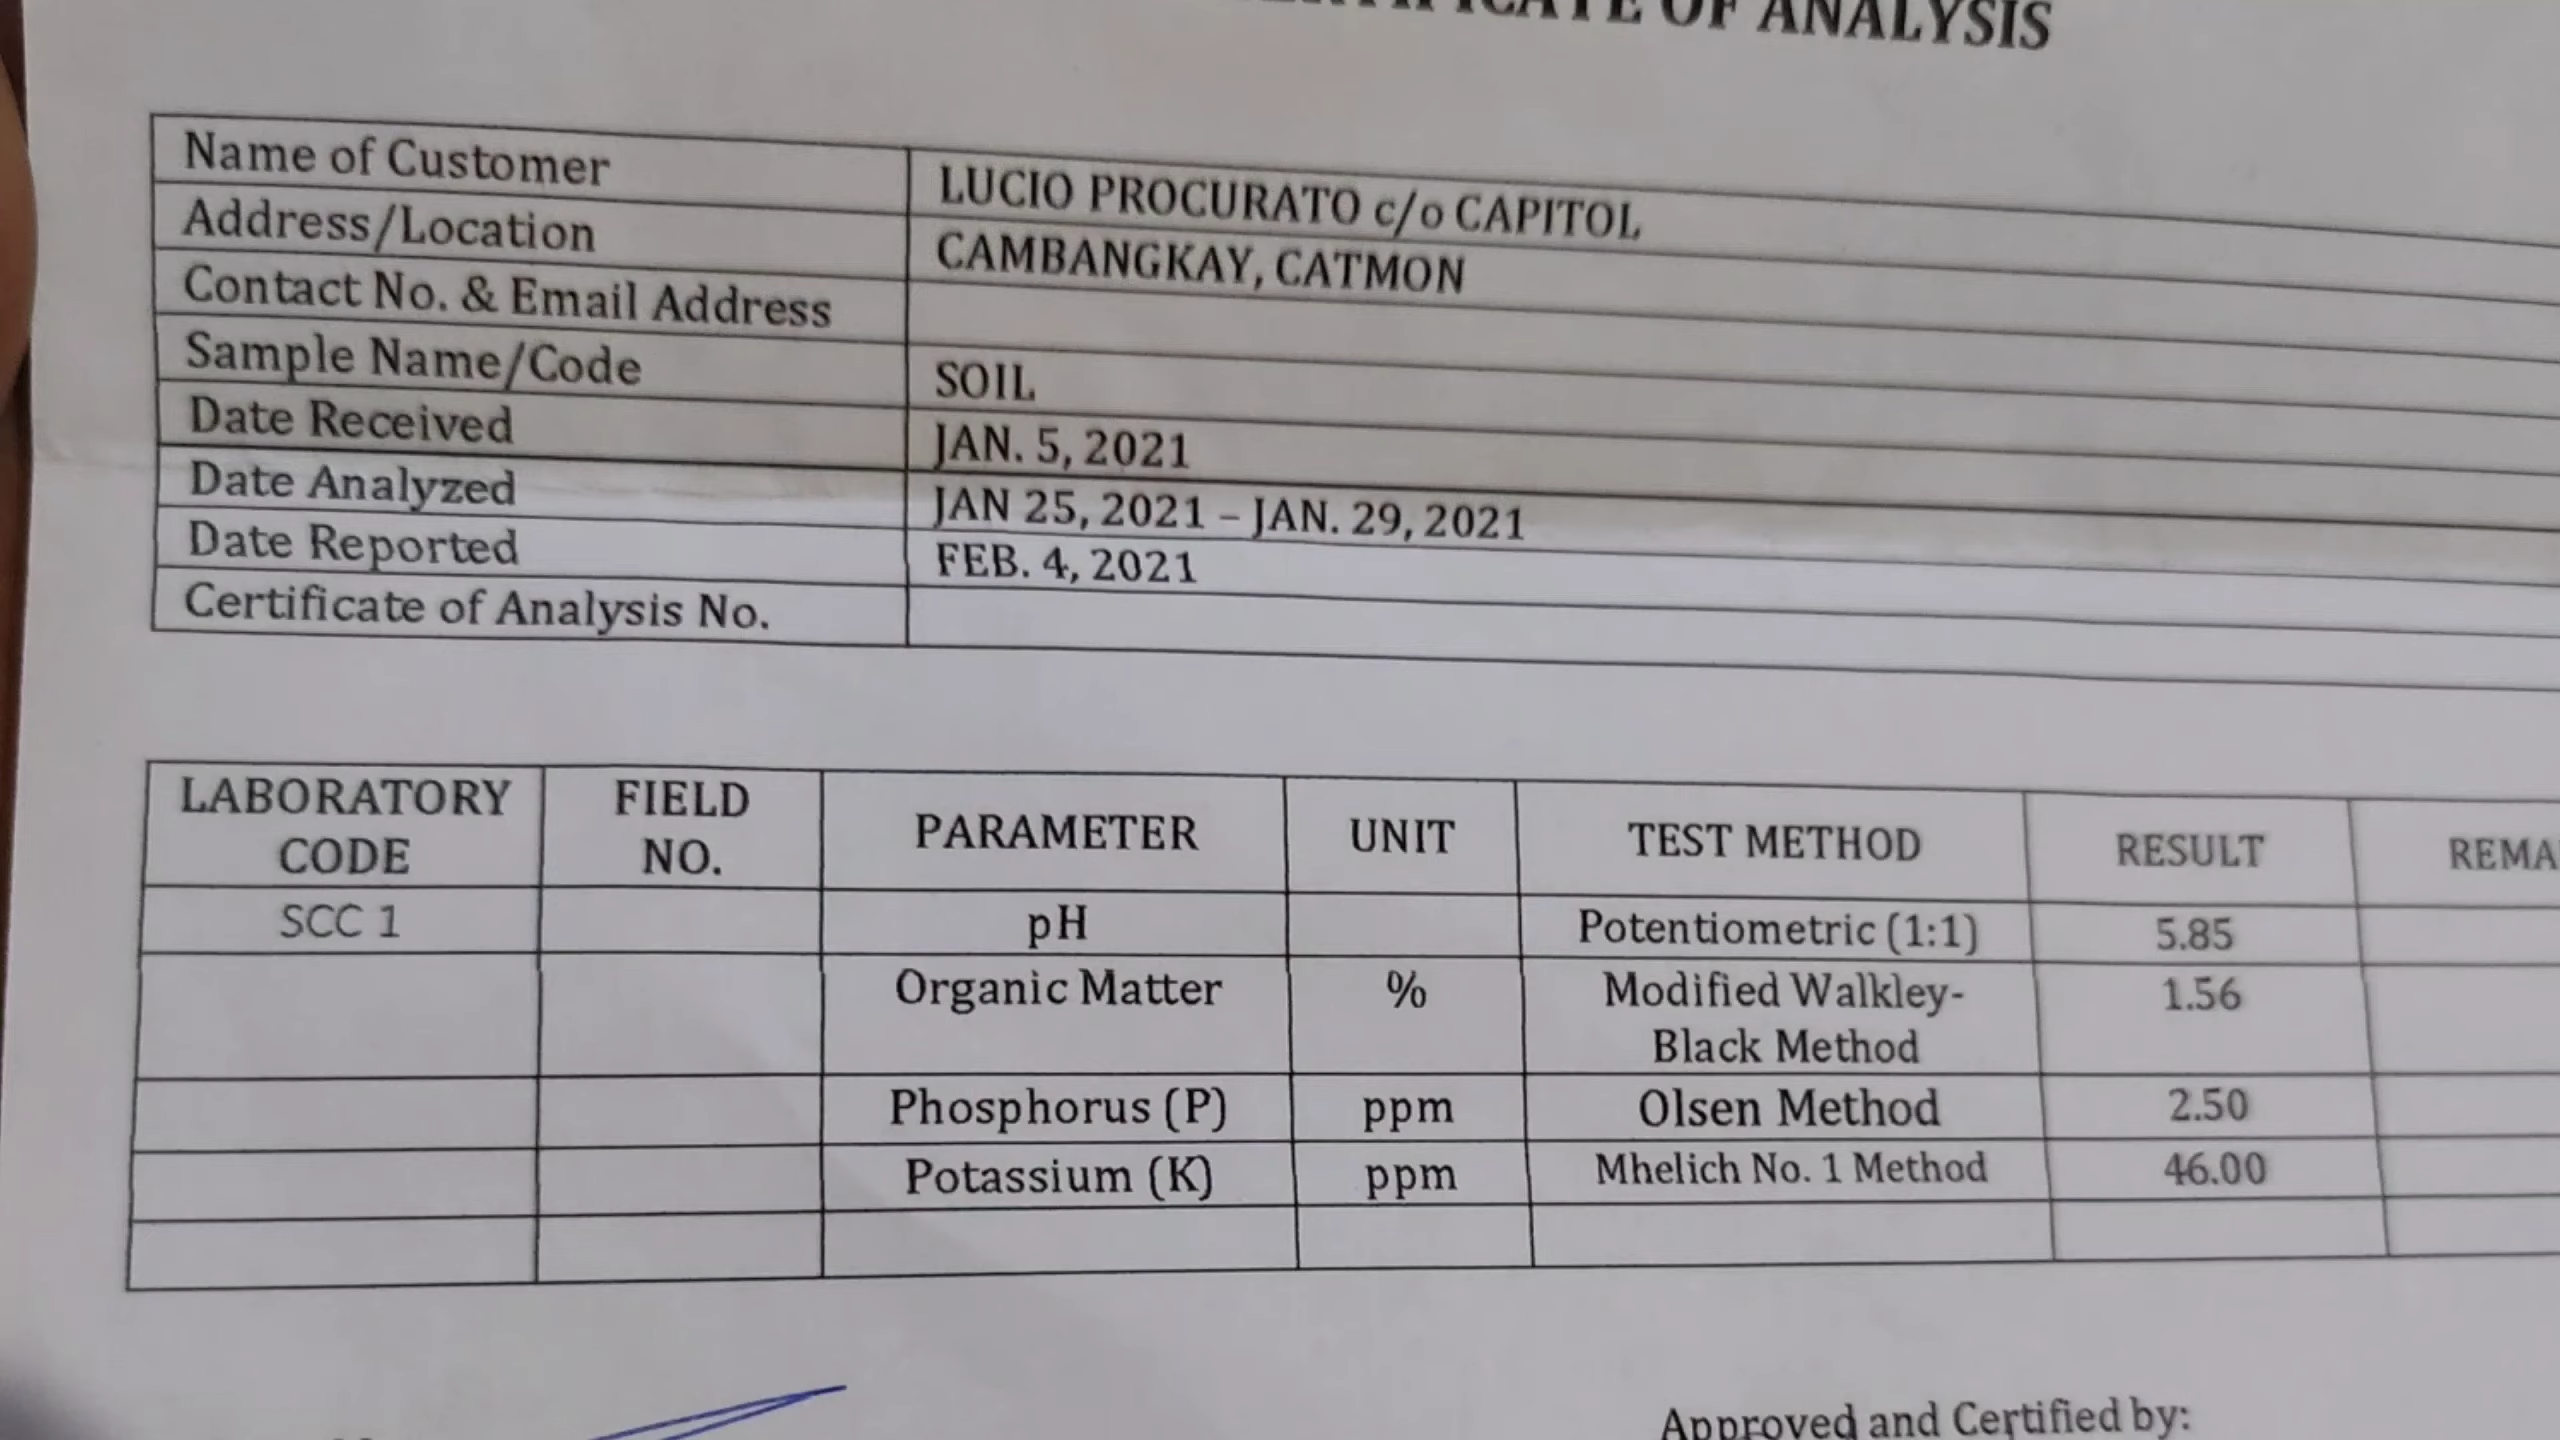 OF ANALYSIS
Name of Customer LUCIO PROCURATO c/o CAPITOL
Address/Location CAMBANGKAY, CATMON
Contact No. & Email Address
Sample Name/Code SOIL
Date Received JAN. 5, 2021
Date Analyzed JAN 25, 2021 – JAN. 29, 2021
Date Reported FEB. 4, 2021
Certificate of Analysis No.
LABORATORY CODE FIELD NO. PARAMETER UNIT TEST METHOD RESULT REMA
SCC 1 pH Potentiometric (1:1) 5.85
Organic Matter % Modified Walkley- 1.56
Black Method
Phosphorus (P) ppm Olsen Method 2.50
Potassium (K) ppm Mhelich No. 1 Method 46.00
Approved and Certified by: